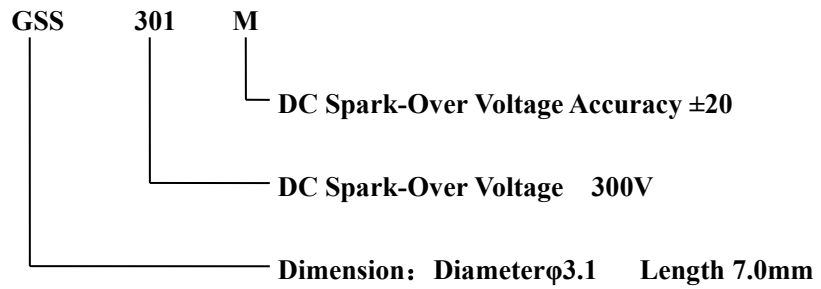 GSS 301 M
DC Spark-Over Voltage Accuracy ±20
DC Spark-Over Voltage 300V
Dimension：Diameterφ3.1 Length 7.0mm